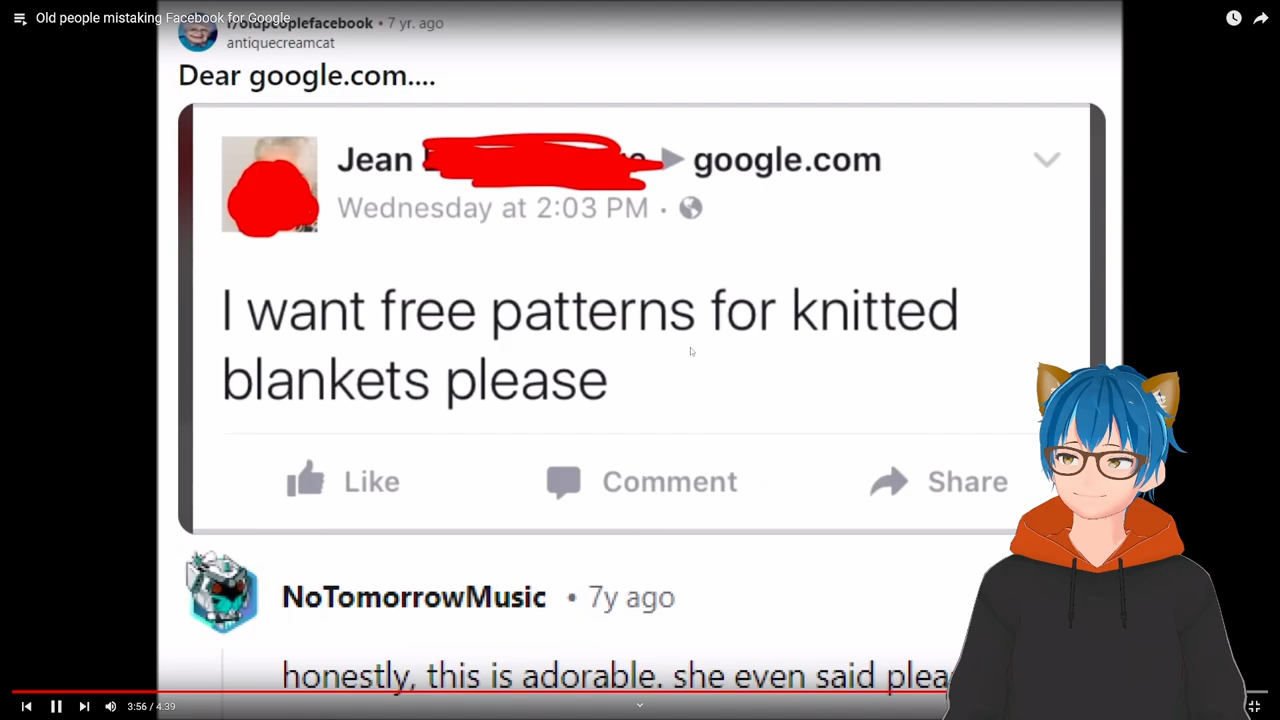 Old people mistaking Facebook for Google
r/oldpeoplefacebook • 7 yr. ago
antiquecreamcat
Dear google.com....
Jean google.com
Wednesday at 2:03 PM ·
I want free patterns for knitted
blankets please
Like Comment Share
NoTomorrowMusic • 7y ago
honestly, this is adorable. she even said plea
3:56 / 4:39